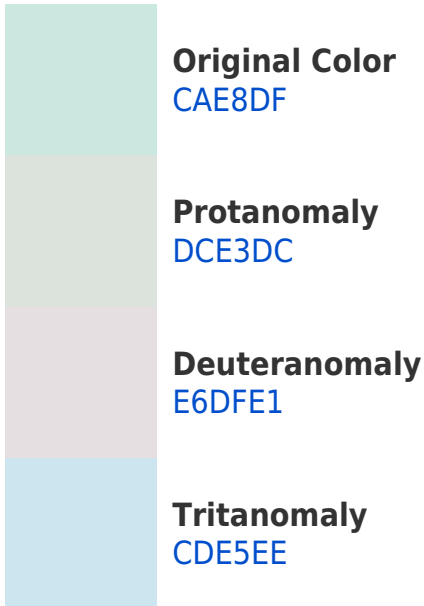 Original Color
CAE8DF
Protanomaly
DCE3DC
Deuteranomaly
E6DFE1
Tritanomaly
CDE5EE